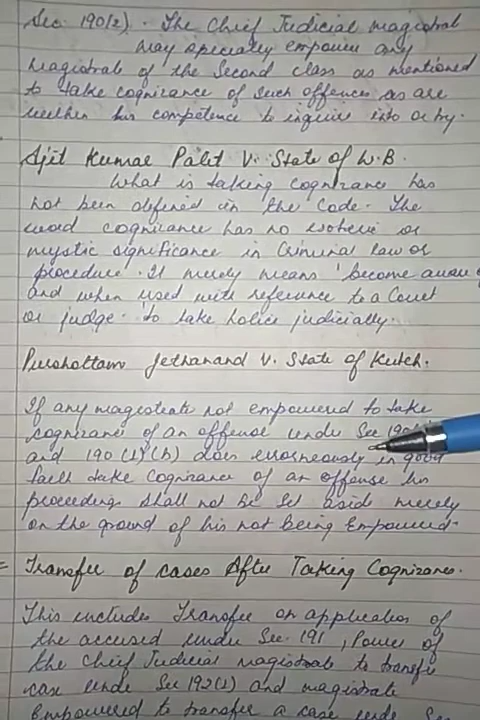 Sec. 190(2). The Chief Judicial magistrate
may specially empower any
magistrate of the Second class as mentioned
to take cognizance of such offences as are
within his competence to inquire into or try.
Ajit Kumar Palit V. State of W.B.
What is taking cognizance has
not been defined in the Code. The
word cognizance has no esoteric or
mystic significance in Criminal law or
procedure. It merely means 'become aware of
and when used with reference to a Court
or judge. to take notice judicially.
Purshottam Jethanand V. State of Kutch.
If any magistrate not empowered to take
cognizance of an offense under Sec
and 190 (1)(b) does erroneously in good
faith take Cognizance of an offense his
proceedings shall not be set aside merely
on the ground of his not being Empowered.
= Transfer of cases After Taking Cognizance.
This includes Transfer on application of
the accused under Sec. 191, Power of
the Chief Judicial magistrate to transfer
case under Sec 192(1) and magistrate
empowered to transfer a case under Sec